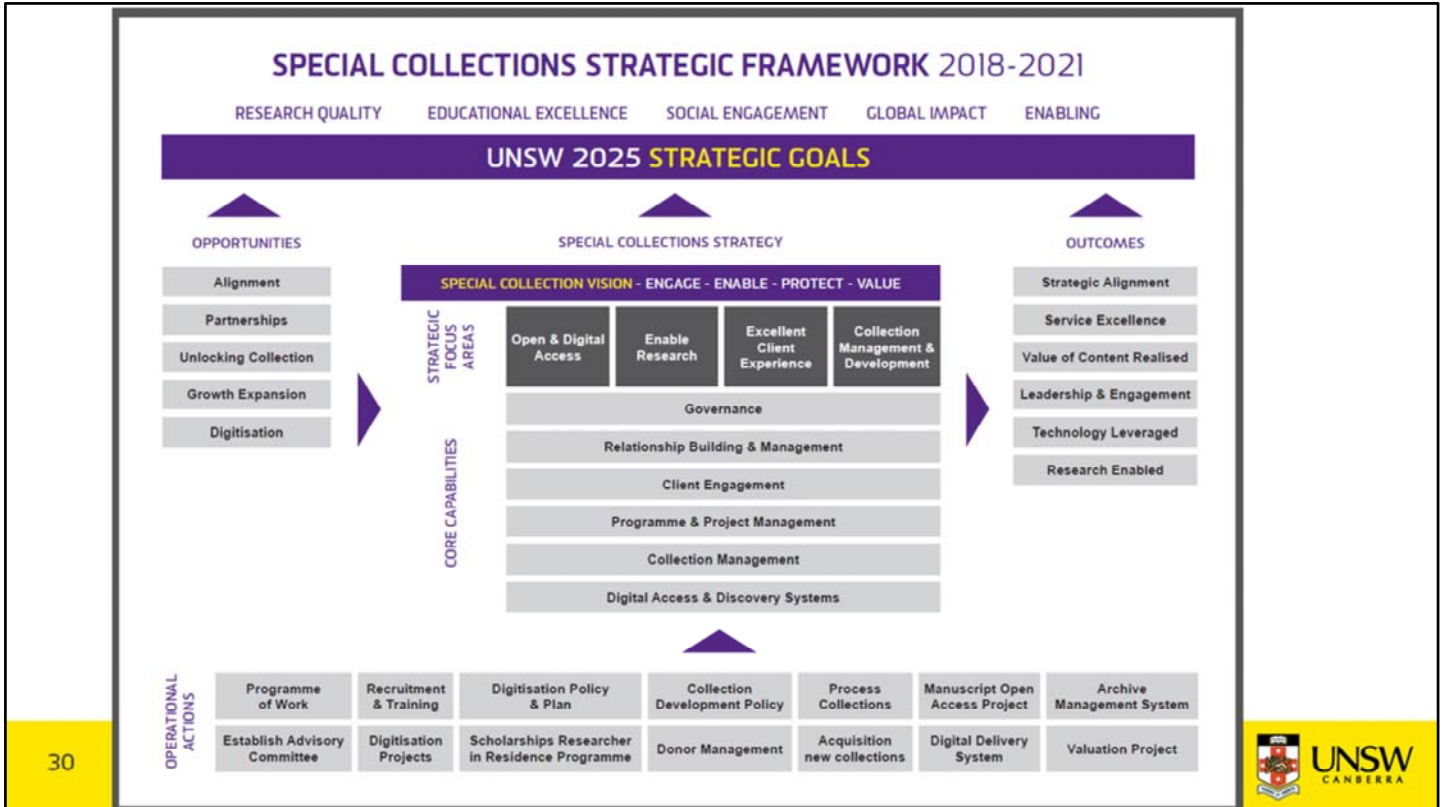 SPECIAL COLLECTIONS STRATEGIC FRAMEWORK 2018-2021
RESEARCH QUALITY EDUCATIONAL EXCELLENCE SOCIAL ENGAGEMENT GLOBAL IMPACT ENABLING
UNSW 2025 STRATEGIC GOALS
OPPORTUNITIES
Alignment
Partnerships
Unlocking Collection
Growth Expansion
Digitisation
SPECIAL COLLECTIONS STRATEGY
SPECIAL COLLECTION VISION - ENGAGE - ENABLE - PROTECT - VALUE
STRATEGIC
FOCUS
AREAS
Open & Digital
Access
Enable
Research
Excellent
Client
Experience
Collection
Management &
Development
CORE CAPABILITIES
Governance
Relationship Building & Management
Client Engagement
Programme & Project Management
Collection Management
Digital Access & Discovery Systems
OUTCOMES
Strategic Alignment
Service Excellence
Value of Content Realised
Leadership & Engagement
Technology Leveraged
Research Enabled
OPERATIONAL
ACTIONS
Programme
of Work
Recruitment
& Training
Digitisation Policy
& Plan
Collection
Development Policy
Process
Collections
Manuscript Open
Access Project
Archive
Management System
Establish Advisory
Committee
Digitisation
Projects
Scholarships Researcher
in Residence Programme
Donor Management
Acquisition
new collections
Digital Delivery
System
Valuation Project
30
UNSW
CANBERRA